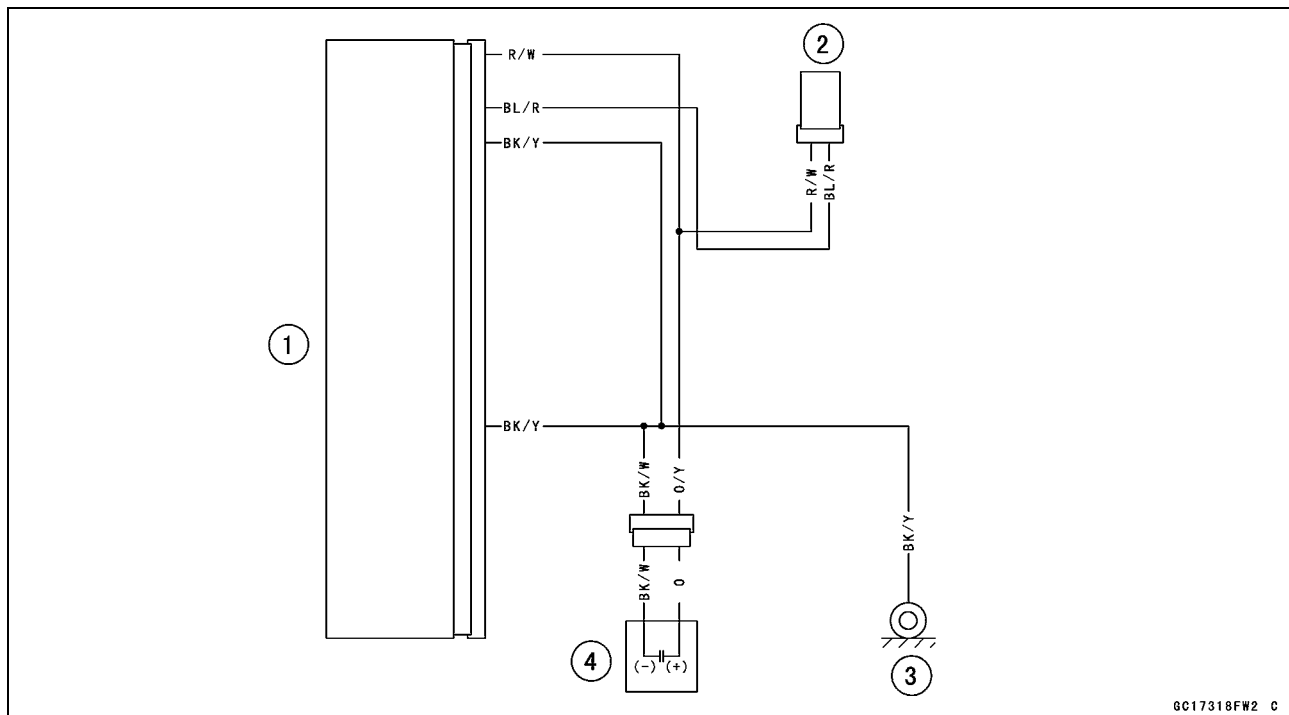 2
R/W
BL/R
BK/Y
R/W
BL/R
1
BK/Y
BK/W
O/Y
BK/Y
BK/W
O
4
(-) (+)
3
GC17318FW2 C